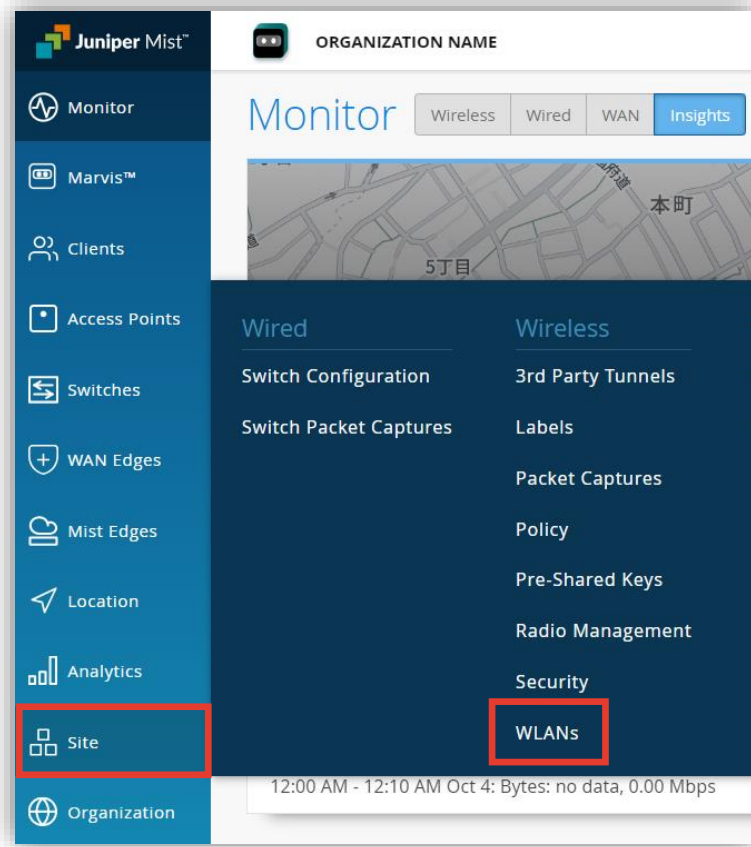 Juniper Mist™
ORGANIZATION NAME
Monitor
Marvis™
Clients
Access Points
Switches
WAN Edges
Mist Edges
Location
Analytics
Site
Organization
Monitor
Wireless
Wired
WAN
Insights
本町
5丁目
Wired
Switch Configuration
Switch Packet Captures
Wireless
3rd Party Tunnels
Labels
Packet Captures
Policy
Pre-Shared Keys
Radio Management
Security
WLANs
12:00 AM - 12:10 AM Oct 4: Bytes: no data, 0.00 Mbps